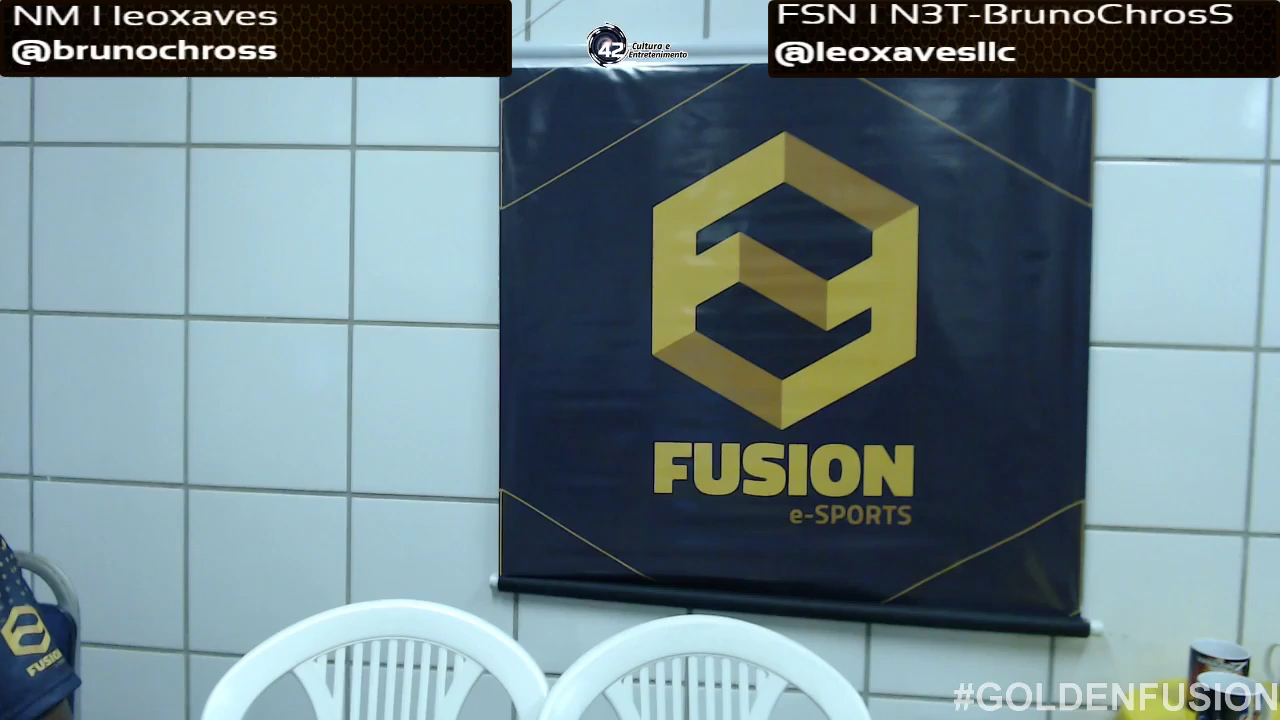 NM I leoxaves
@brunochross
42 Cultura e
Entretenimento
FSN I N3T-BrunoChrosS
@leoxavesllc
FUSION
e-SPORTS
FUSION
#GOLDENFUSION